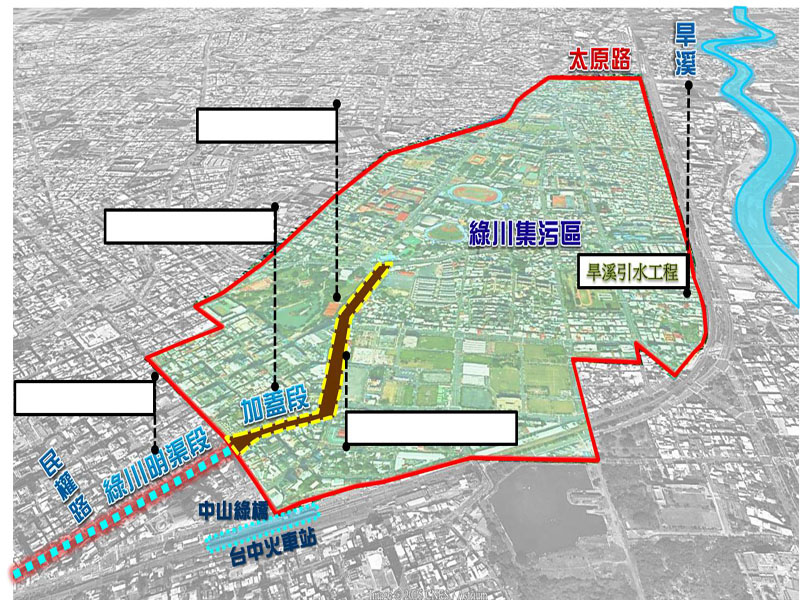 太原路
旱溪
綠川集污區
旱溪引水工程
加蓋段
綠川明渠段
民權路
中山綠橋
台中火車站